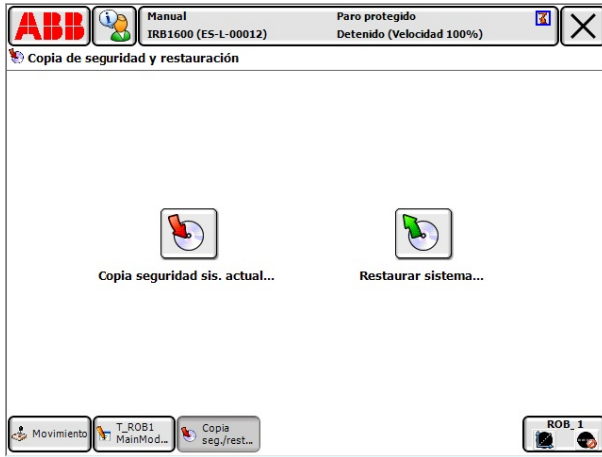 ABB
Manual
IRB1600 (ES-L-00012)
Paro protegido
Detenido (Velocidad 100%)
Copia de seguridad y restauración
Copia seguridad sis. actual...
Restaurar sistema...
Movimiento
T_ROB1
MainMod...
Copia
seg./rest...
ROB_1